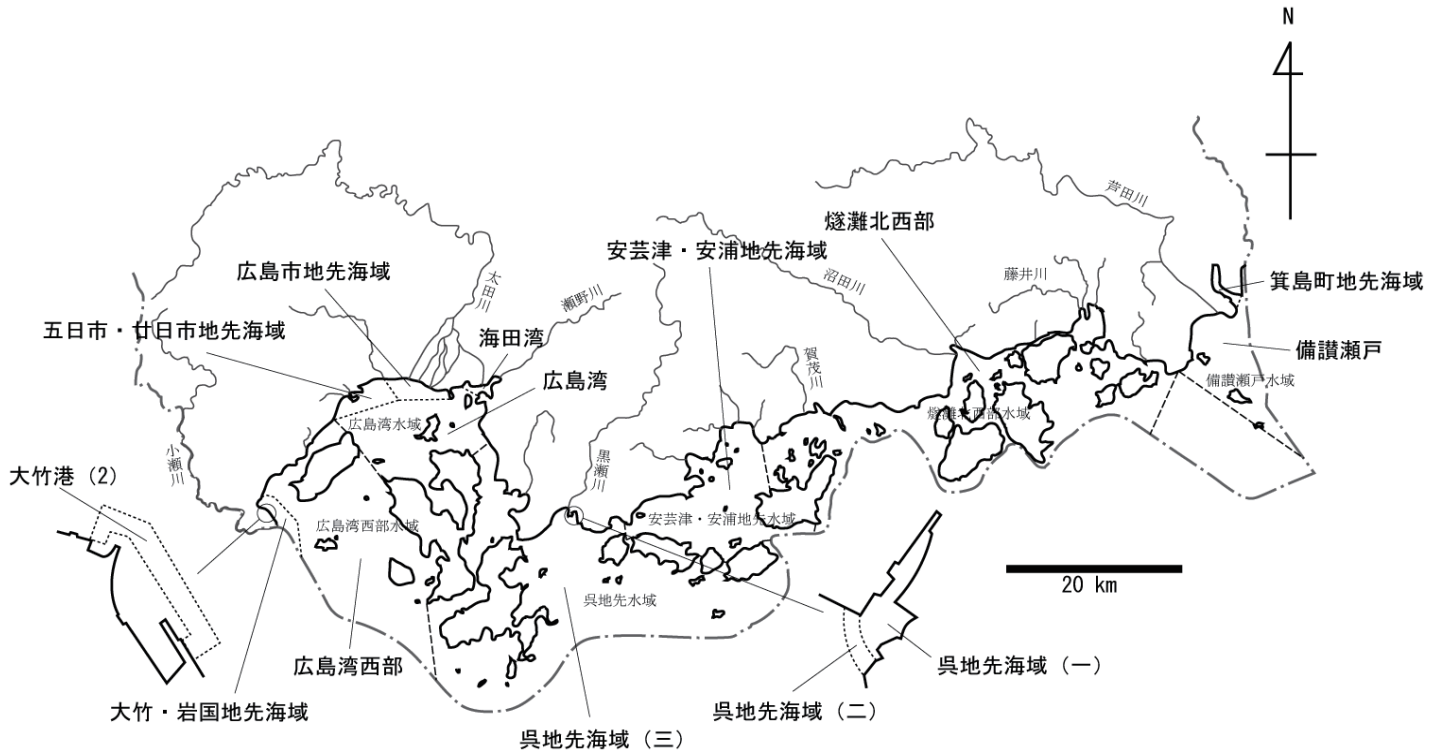 N
芦田川
燧灘北西部
安芸津・安浦地先海域
広島市地先海域
太田川
瀬野川
沼田川
藤井川
箕島町地先海域
五日市・廿日市地先海域
海田湾
備讃瀬戸
賀茂川
広島湾
備讃瀬戸水域
燧灘北西部水域
広島湾水域
小瀬川
黒瀬川
大竹港（2）
広島湾西部水域
安芸津・安浦地先水域
20 km
呉地先水域
広島湾西部
呉地先海域（一）
大竹・岩国地先海域
呉地先海域（二）
呉地先海域（三）